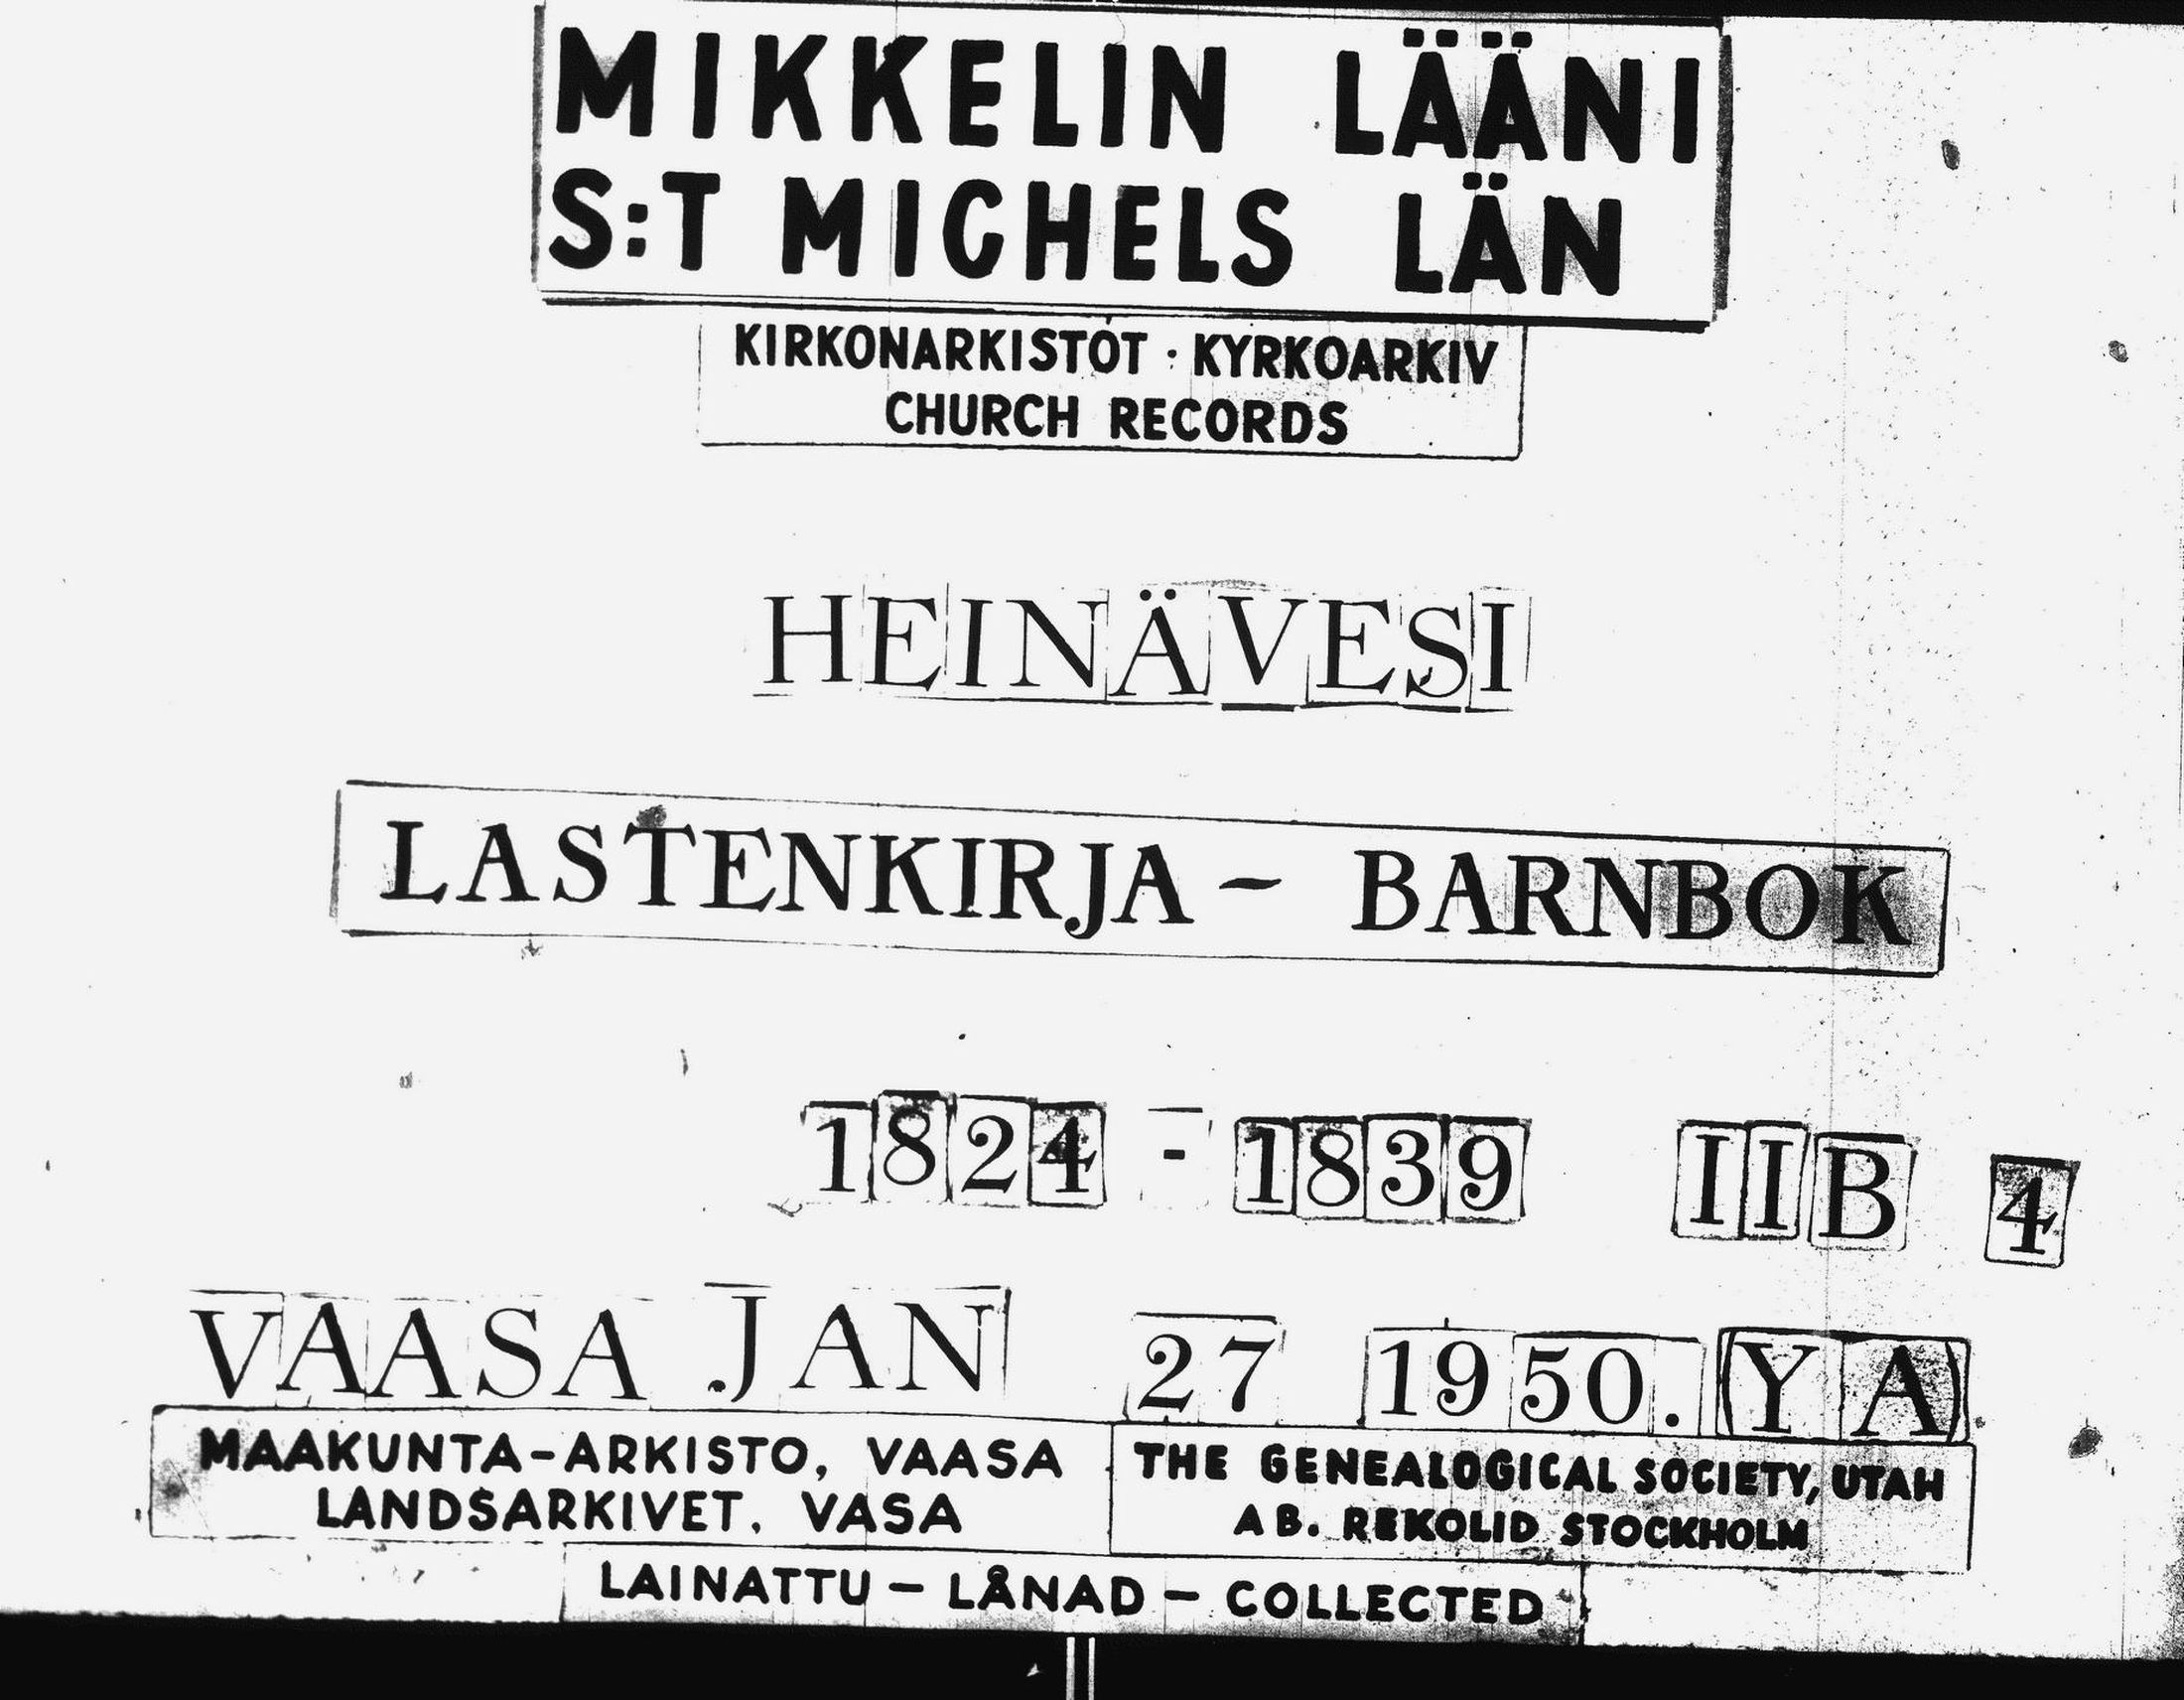 MIKKELIN LÄÄNI
S:T MICHELS LÄN
KIRKONARKISTOT · KYRKOARKIV
CHURCH RECORDS
HEINÄVESI
LASTENKIRJA - BARNBOK
1824 - 1839 IIB 4
VAASA JAN 27 1950. (YA)
MAAKUNTA-ARKISTO, VAASA
LANDSARKIVET, VASA
THE GENEALOGICAL SOCIETY, UTAH
AB. REKOLID STOCKHOLM
LAINATTU - LÅNAD - COLLECTED